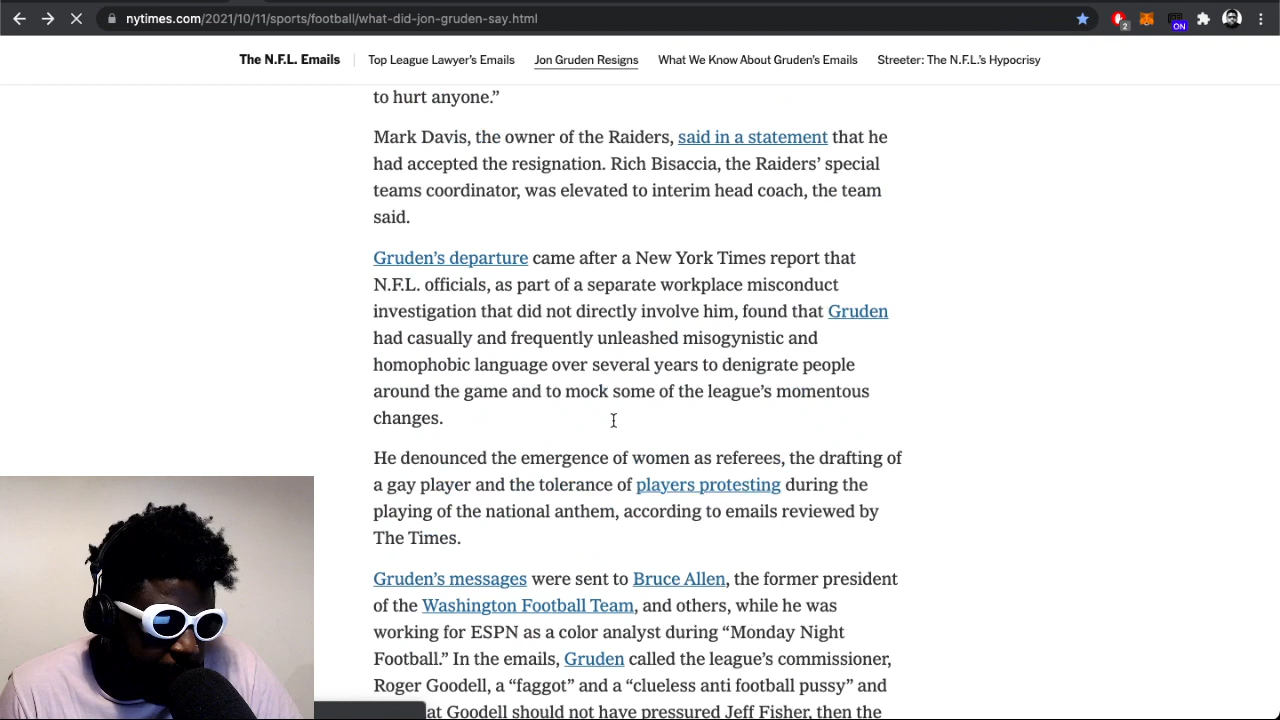 nytimes.com/2021/10/11/sports/football/what-did-jon-gruden-say.html
2
ON
The N.F.L. Emails
Top League Lawyer's Emails
Jon Gruden Resigns
What We Know About Gruden's Emails
Streeter: The N.F.L.'s Hypocrisy
to hurt anyone.”
Mark Davis, the owner of the Raiders, said in a statement that he
had accepted the resignation. Rich Bisaccia, the Raiders’ special
teams coordinator, was elevated to interim head coach, the team
said.
Gruden’s departure came after a New York Times report that
N.F.L. officials, as part of a separate workplace misconduct
investigation that did not directly involve him, found that Gruden
had casually and frequently unleashed misogynistic and
homophobic language over several years to denigrate people
around the game and to mock some of the league’s momentous
changes.
He denounced the emergence of women as referees, the drafting of
a gay player and the tolerance of players protesting during the
playing of the national anthem, according to emails reviewed by
The Times.
Gruden’s messages were sent to Bruce Allen, the former president
of the Washington Football Team, and others, while he was
working for ESPN as a color analyst during “Monday Night
Football.” In the emails, Gruden called the league’s commissioner,
Roger Goodell, a “faggot” and a “clueless anti football pussy” and
at Goodell should not have pressured Jeff Fisher, then the